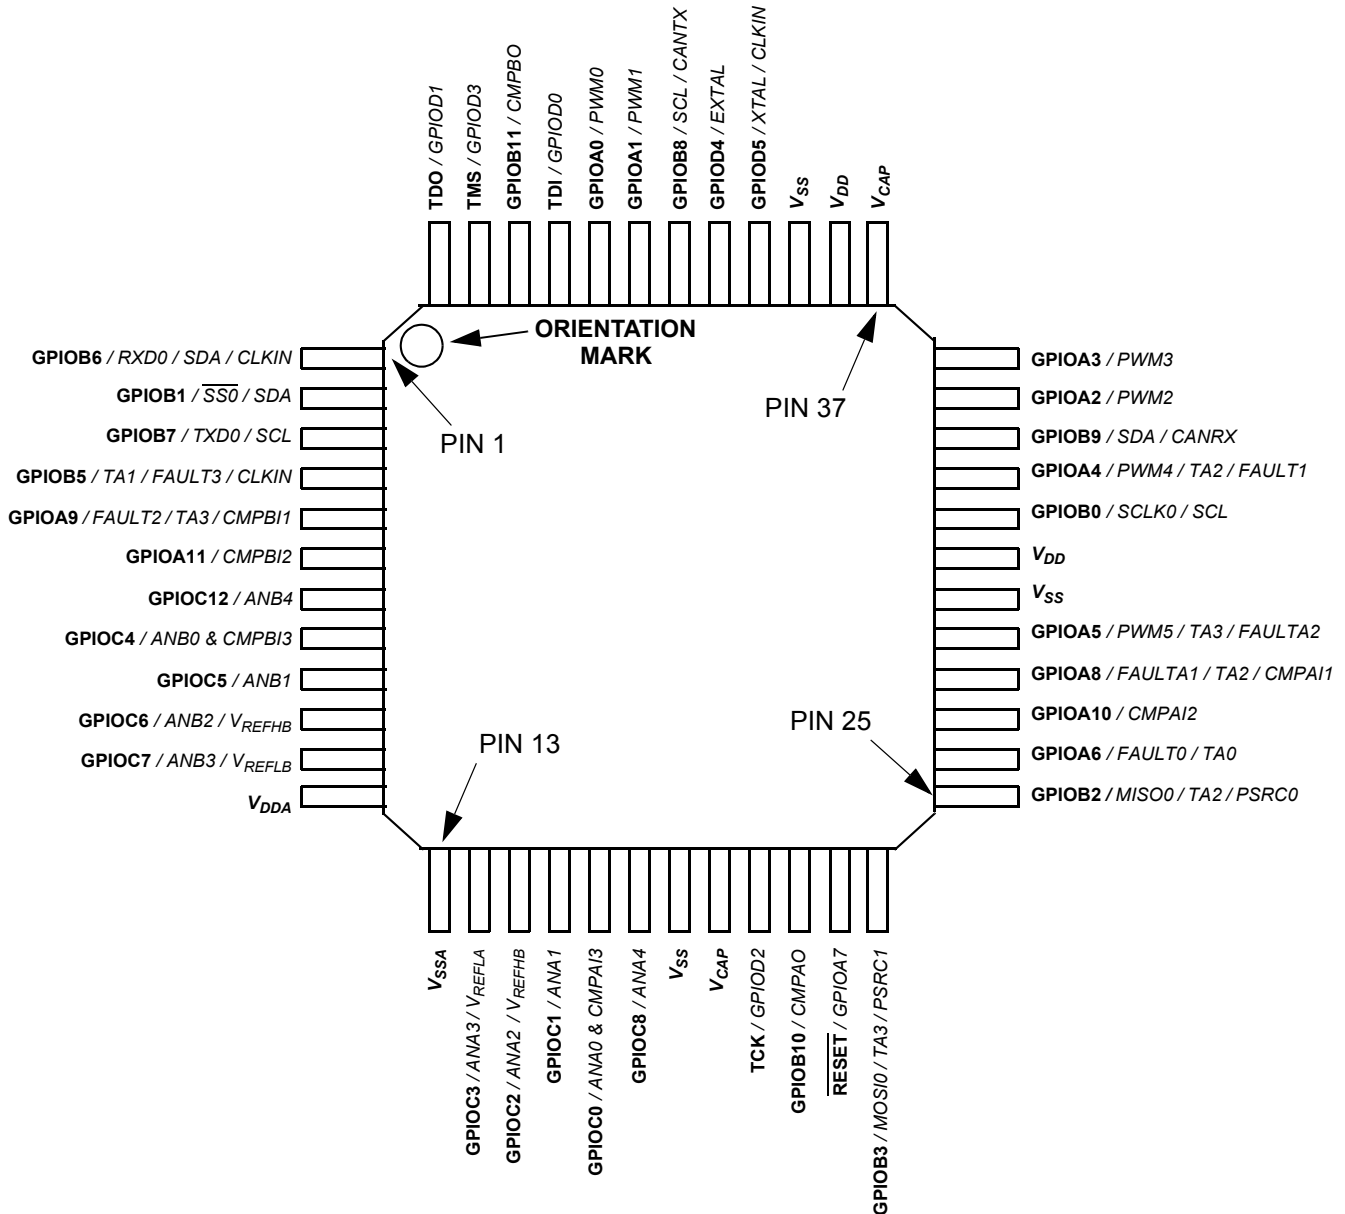 TDO / GPIOD1
TMS / GPIOD3
GPIOB11 / CMPBO
TDI / GPIOD0
GPIOA0 / PWM0
GPIOA1 / PWM1
GPIOB8 / SCL / CANTX
GPIOD4 / EXTAL
GPIOD5 / XTAL / CLKIN
VSS
VDD
VCAP
ORIENTATION
MARK
PIN 1
PIN 37
GPIOB6 / RXD0 / SDA / CLKIN
GPIOB1 / S̅S̅0̅ / SDA
GPIOB7 / TXD0 / SCL
GPIOB5 / TA1 / FAULT3 / CLKIN
GPIOA9 / FAULT2 / TA3 / CMPBI1
GPIOA11 / CMPBI2
GPIOC12 / ANB4
GPIOC4 / ANB0 & CMPBI3
GPIOC5 / ANB1
GPIOC6 / ANB2 / VREFHB
GPIOC7 / ANB3 / VREFLB
VDDA
GPIOA3 / PWM3
GPIOA2 / PWM2
GPIOB9 / SDA / CANRX
GPIOA4 / PWM4 / TA2 / FAULT1
GPIOB0 / SCLK0 / SCL
VDD
VSS
GPIOA5 / PWM5 / TA3 / FAULTA2
GPIOA8 / FAULTA1 / TA2 / CMPAI1
GPIOA10 / CMPAI2
GPIOA6 / FAULT0 / TA0
GPIOB2 / MISO0 / TA2 / PSRC0
PIN 13
PIN 25
VSSA
GPIOC3 / ANA3 / VREFLA
GPIOC2 / ANA2 / VREFHB
GPIOC1 / ANA1
GPIOC0 / ANA0 & CMPAI3
GPIOC8 / ANA4
VSS
VCAP
TCK / GPIOD2
GPIOB10 / CMPAO
R̅E̅S̅E̅T̅ / GPIOA7
GPIOB3 / MOSI0 / TA3 / PSRC1